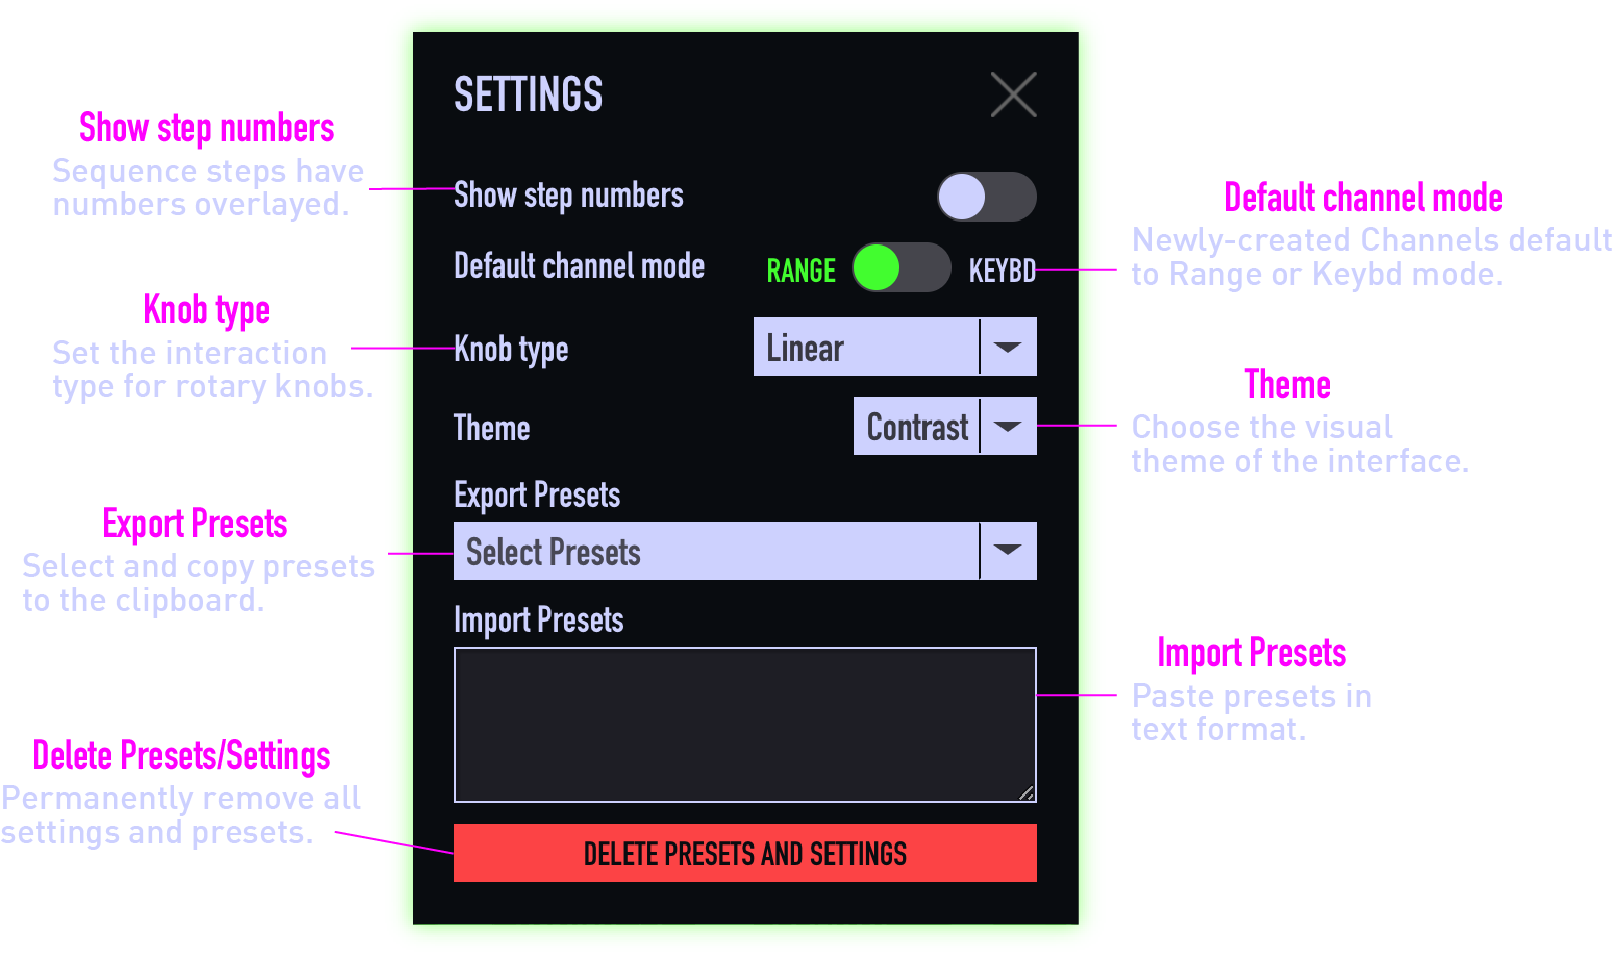 SETTINGS
Show step numbers
Sequence steps have
numbers overlayed.
Show step numbers
Default channel mode
Newly-created Channels default
to Range or Keybd mode.
Default channel mode
RANGE
KEYBD
Knob type
Set the interaction
type for rotary knobs.
Knob type
Linear
Theme
Choose the visual
theme of the interface.
Theme
Contrast
Export Presets
Export Presets
Select and copy presets
to the clipboard.
Select Presets
Import Presets
Import Presets
Paste presets in
text format.
Delete Presets/Settings
Permanently remove all
settings and presets.
DELETE PRESETS AND SETTINGS